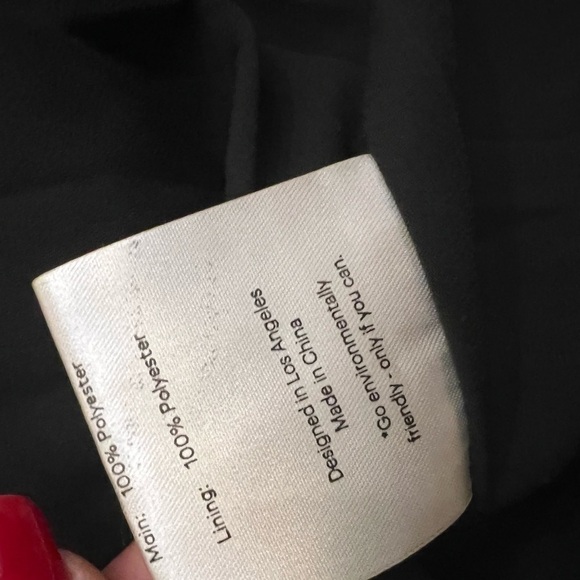 Main: 100% Polyester
Lining: 100% Polyester
Designed in Los Angeles
Made in China
*Go environmentally
friendly - only if you can.